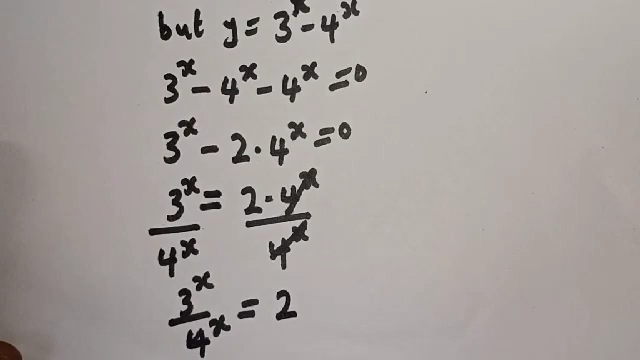 but y = 3^x - 4^x
3^x - 4^x - 4^x = 0
3^x - 2 · 4^x = 0
3^x / 4^x = 2 · 4^x / 4^x
3^x / 4^x = 2